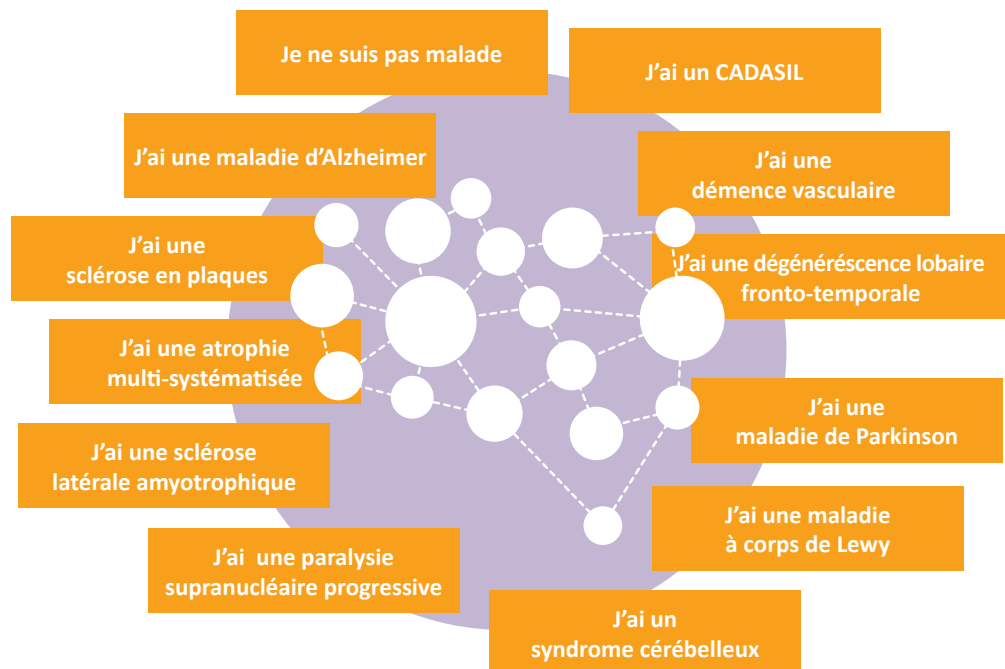 Je ne suis pas malade
J'ai un CADASIL
J'ai une maladie d'Alzheimer
J'ai une
démence vasculaire
J'ai une
sclérose en plaques
J'ai une dégénéréscence lobaire
fronto-temporale
J'ai une atrophie
multi-systématisée
J'ai une
maladie de Parkinson
J'ai une sclérose
latérale amyotrophique
J'ai une maladie
à corps de Lewy
J'ai  une paralysie
supranucléaire progressive
J'ai un
syndrome cérébelleux